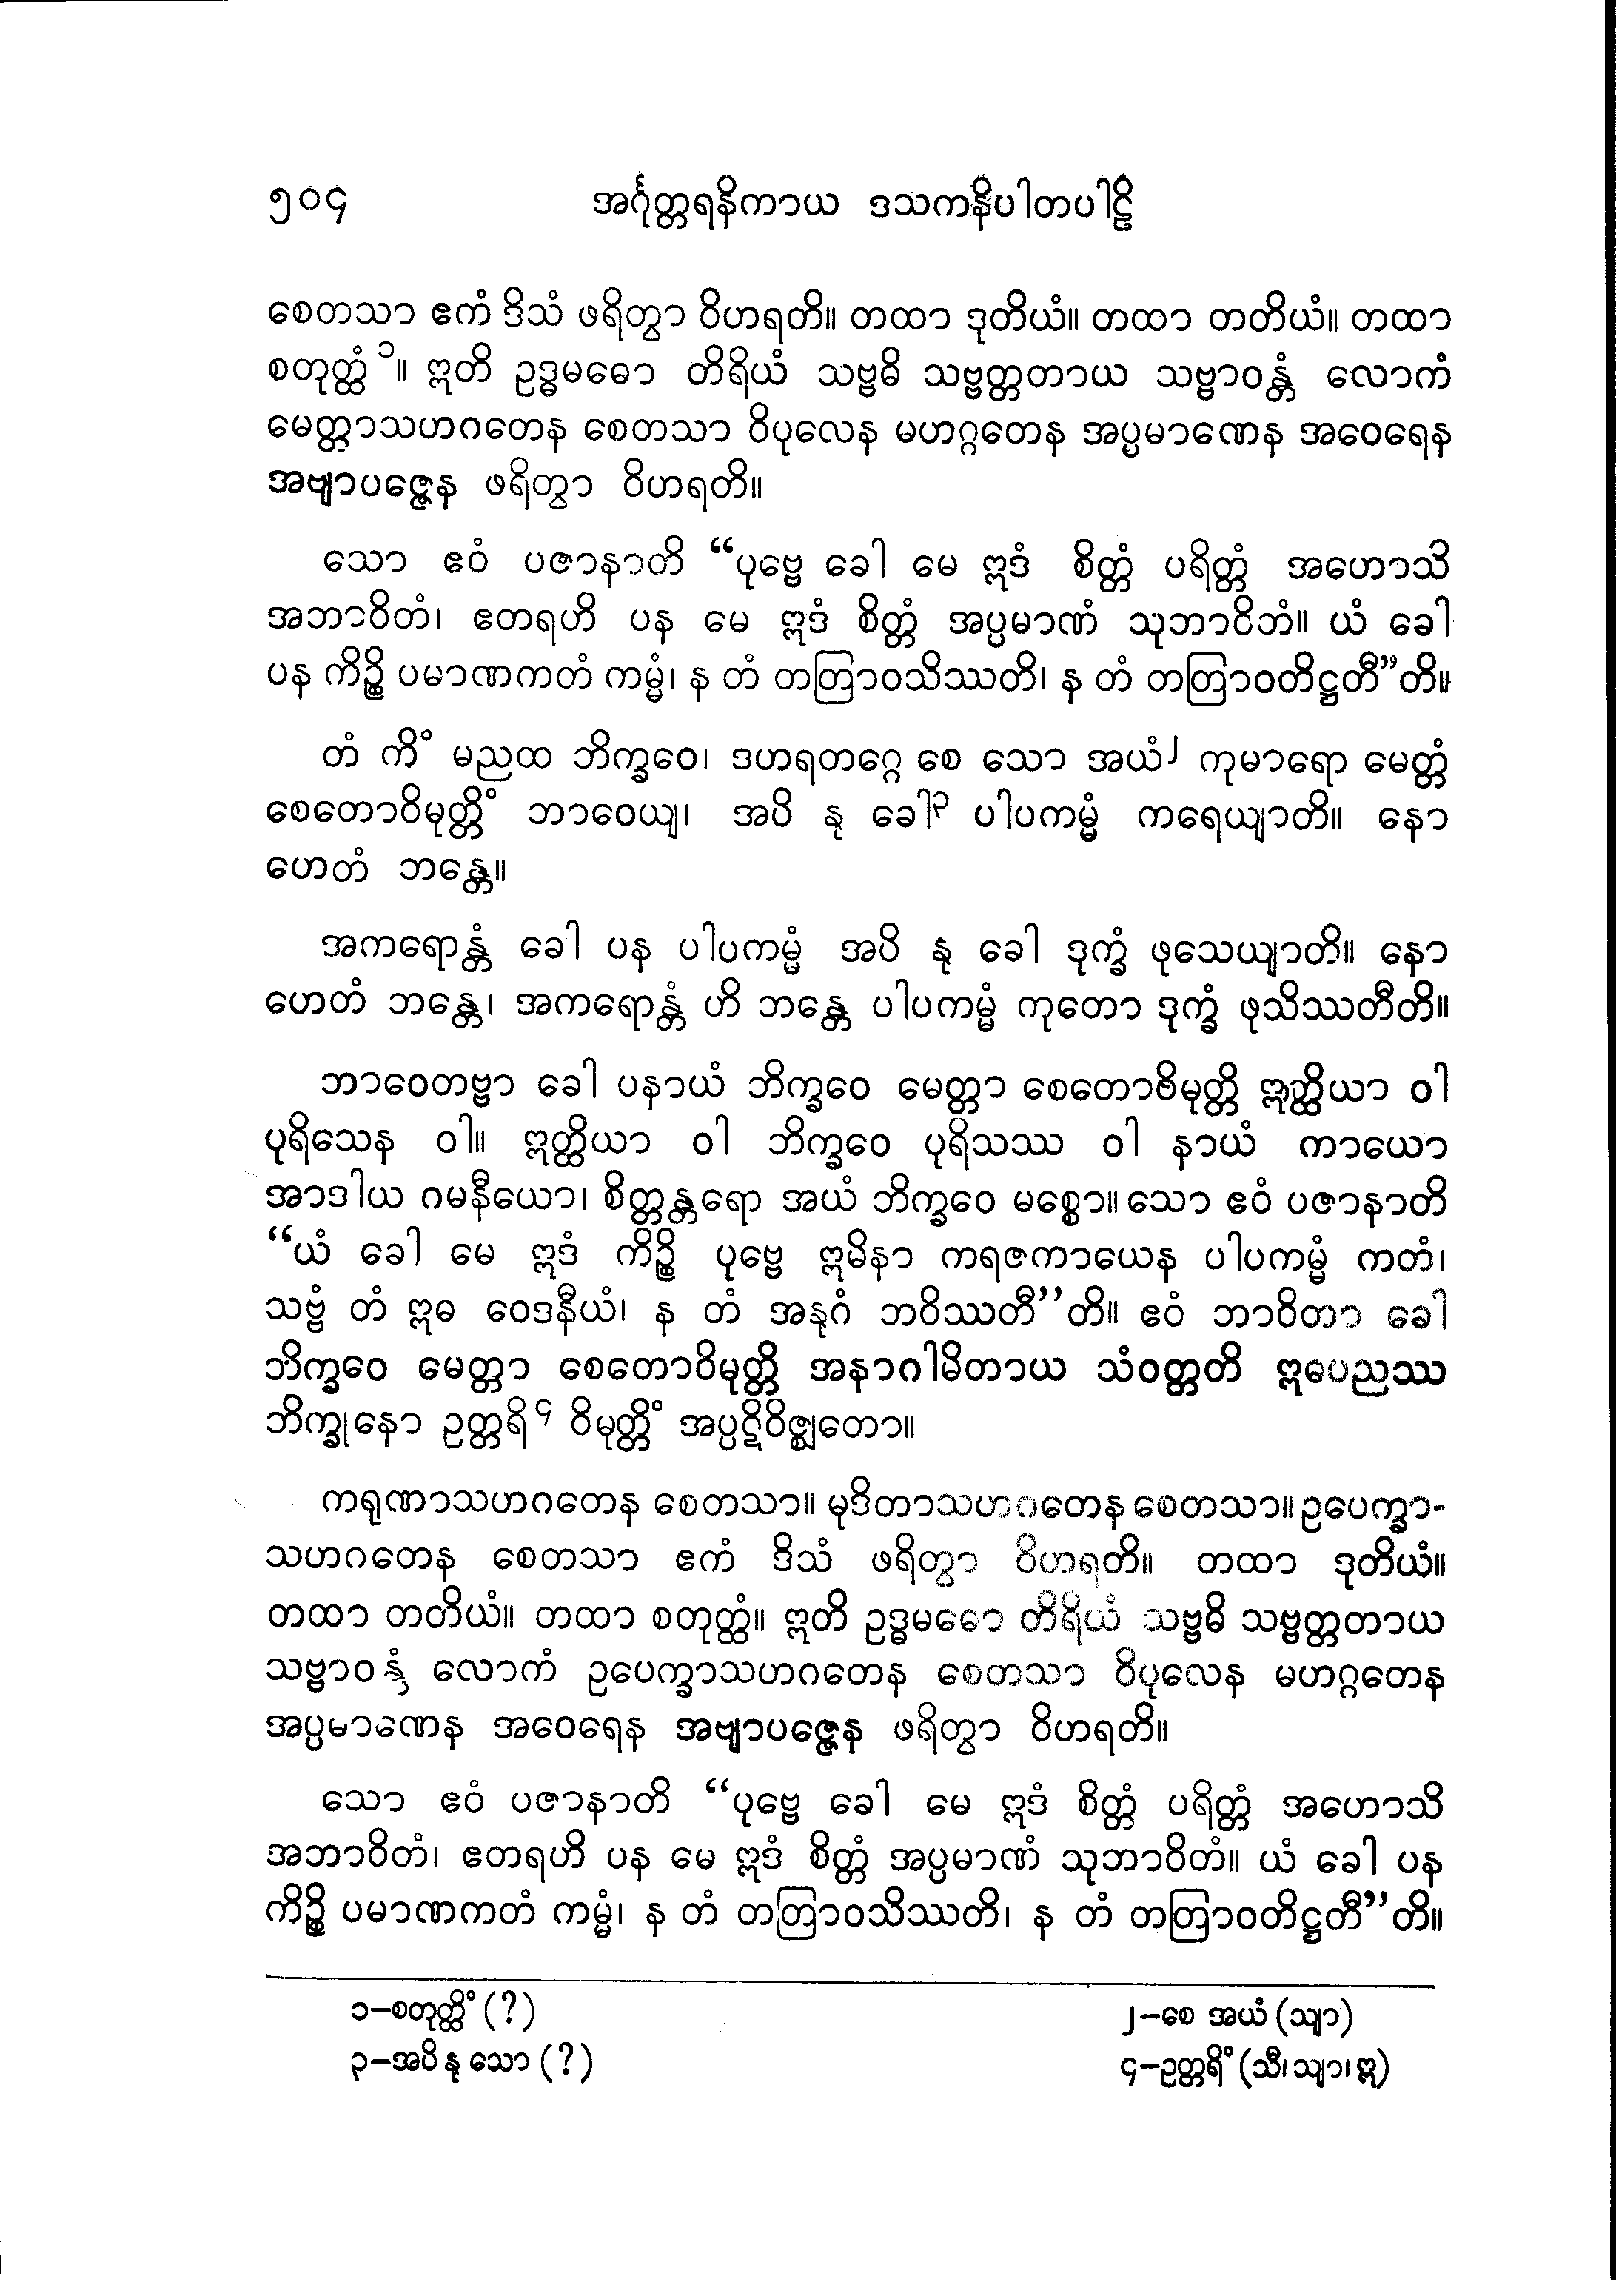 ၅၀၄ အင်္ဂုတ္တရနိကာယ ဒသကနိပါတပါဠိ
စေတသာ ဧကံ ဒိသံ ဖရိတွာ ဝိဟရတိ။ တထာ ဒုတိယံ။ တထာ တတိယံ။ တထာ
စတုတ္ထံ ၁။ ဣတိ ဥဒ္ဓမဓော တိရိယံ သဗ္ဗဓိ သဗ္ဗတ္တတာယ သဗ္ဗာဝန္တံ လောကံ
မေတ္တာသဟဂတေန စေတသာ ဝိပုလေန မဟဂ္ဂတေန အပ္ပမာဏေန အဝေရေန
အဗျာပဇ္ဇေန ဖရိတွာ ဝိဟရတိ။
သော ဧဝံ ပဇာနာတိ “ပုဗ္ဗေ ခေါ မေ ဣဒံ စိတ္တံ ပရိတ္တံ အဟောသိ
အဘာဝိတံ၊ ဧတရဟိ ပန မေ ဣဒံ စိတ္တံ အပ္ပမာဏံ သုဘာဝိတံ။ ယံ ခေါ
ပန ကိဉ္စိ ပမာဏကတံ ကမ္မံ၊ န တံ တတြာဝသိဿတိ၊ န တံ တတြာဝတိဋ္ဌတီ”တိ။
တံ ကိံ မညထ ဘိက္ခဝေ၊ ဒဟရတဂ္ဂေ စေ သော အယံ၂ ကုမာရော မေတ္တံ
စေတောဝိမုတ္တိံ ဘာဝေယျ၊ အပိ နု ခေါ၃ ပါပကမ္မံ ကရေယျာတိ။ နော
ဟေတံ ဘန္တေ။
အကရောန္တံ ခေါ ပန ပါပကမ္မံ အပိ နု ခေါ ဒုက္ခံ ဖုသေယျာတိ။ နော
ဟေတံ ဘန္တေ၊ အကရောန္တံ ဟိ ဘန္တေ ပါပကမ္မံ ကုတော ဒုက္ခံ ဖုသိဿတီတိ။
ဘာဝေတဗ္ဗာ ခေါ ပနာယံ ဘိက္ခဝေ မေတ္တာ စေတောဝိမုတ္တိ ဣတ္ထိယာ ဝါ
ပုရိသေန ဝါ။ ဣတ္ထိယာ ဝါ ဘိက္ခဝေ ပုရိသဿ ဝါ နာယံ ကာယော
အာဒါယ ဂမနီယော၊ စိတ္တန္တရော အယံ ဘိက္ခဝေ မစ္စော။ သော ဧဝံ ပဇာနာတိ
“ယံ ခေါ မေ ဣဒံ ကိဉ္စိ ပုဗ္ဗေ ဣမိနာ ကရဇကာယေန ပါပကမ္မံ ကတံ၊
သဗ္ဗံ တံ ဣဓ ဝေဒနီယံ၊ န တံ အနုဂံ ဘဝိဿတီ”တိ။ ဧဝံ ဘာဝိတာ ခေါ
ဘိက္ခဝေ မေတ္တာ စေတောဝိမုတ္တိ အနာဂါမိတာယ သံဝတ္တတိ ဣဓပညဿ
ဘိက္ခုနော ဥတ္တရိ ၄ ဝိမုတ္တိံ အပ္ပဋိဝိဇ္ဈတော။
ကရုဏာသဟဂတေန စေတသာ။ မုဒိတာသဟဂတေန စေတသာ။ ဥပေက္ခာ-
သဟဂတေန စေတသာ ဧကံ ဒိသံ ဖရိတွာ ဝိဟရတိ။ တထာ ဒုတိယံ။
တထာ တတိယံ။ တထာ စတုတ္ထံ။ ဣတိ ဥဒ္ဓမဓော တိရိယံ သဗ္ဗဓိ သဗ္ဗတ္တတာယ
သဗ္ဗာဝန္တံ လောကံ ဥပေက္ခာသဟဂတေန စေတသာ ဝိပုလေန မဟဂ္ဂတေန
အပ္ပမာဏေန အဝေရေန အဗျာပဇ္ဇေန ဖရိတွာ ဝိဟရတိ။
သော ဧဝံ ပဇာနာတိ “ပုဗ္ဗေ ခေါ မေ ဣဒံ စိတ္တံ ပရိတ္တံ အဟောသိ
အဘာဝိတံ၊ ဧတရဟိ ပန မေ ဣဒံ စိတ္တံ အပ္ပမာဏံ သုဘာဝိတံ။ ယံ ခေါ ပန
ကိဉ္စိ ပမာဏကတံ ကမ္မံ၊ န တံ တတြာဝသိဿတိ၊ န တံ တတြာဝတိဋ္ဌတီ”တိ။
၁–စတုတ္ထိံ (?) ၂–စေ အယံ (သျာ)
၃–အပိ နု သော (?) ၄–ဥတ္တရိံ (သီ၊ သျာ၊ ဣ)